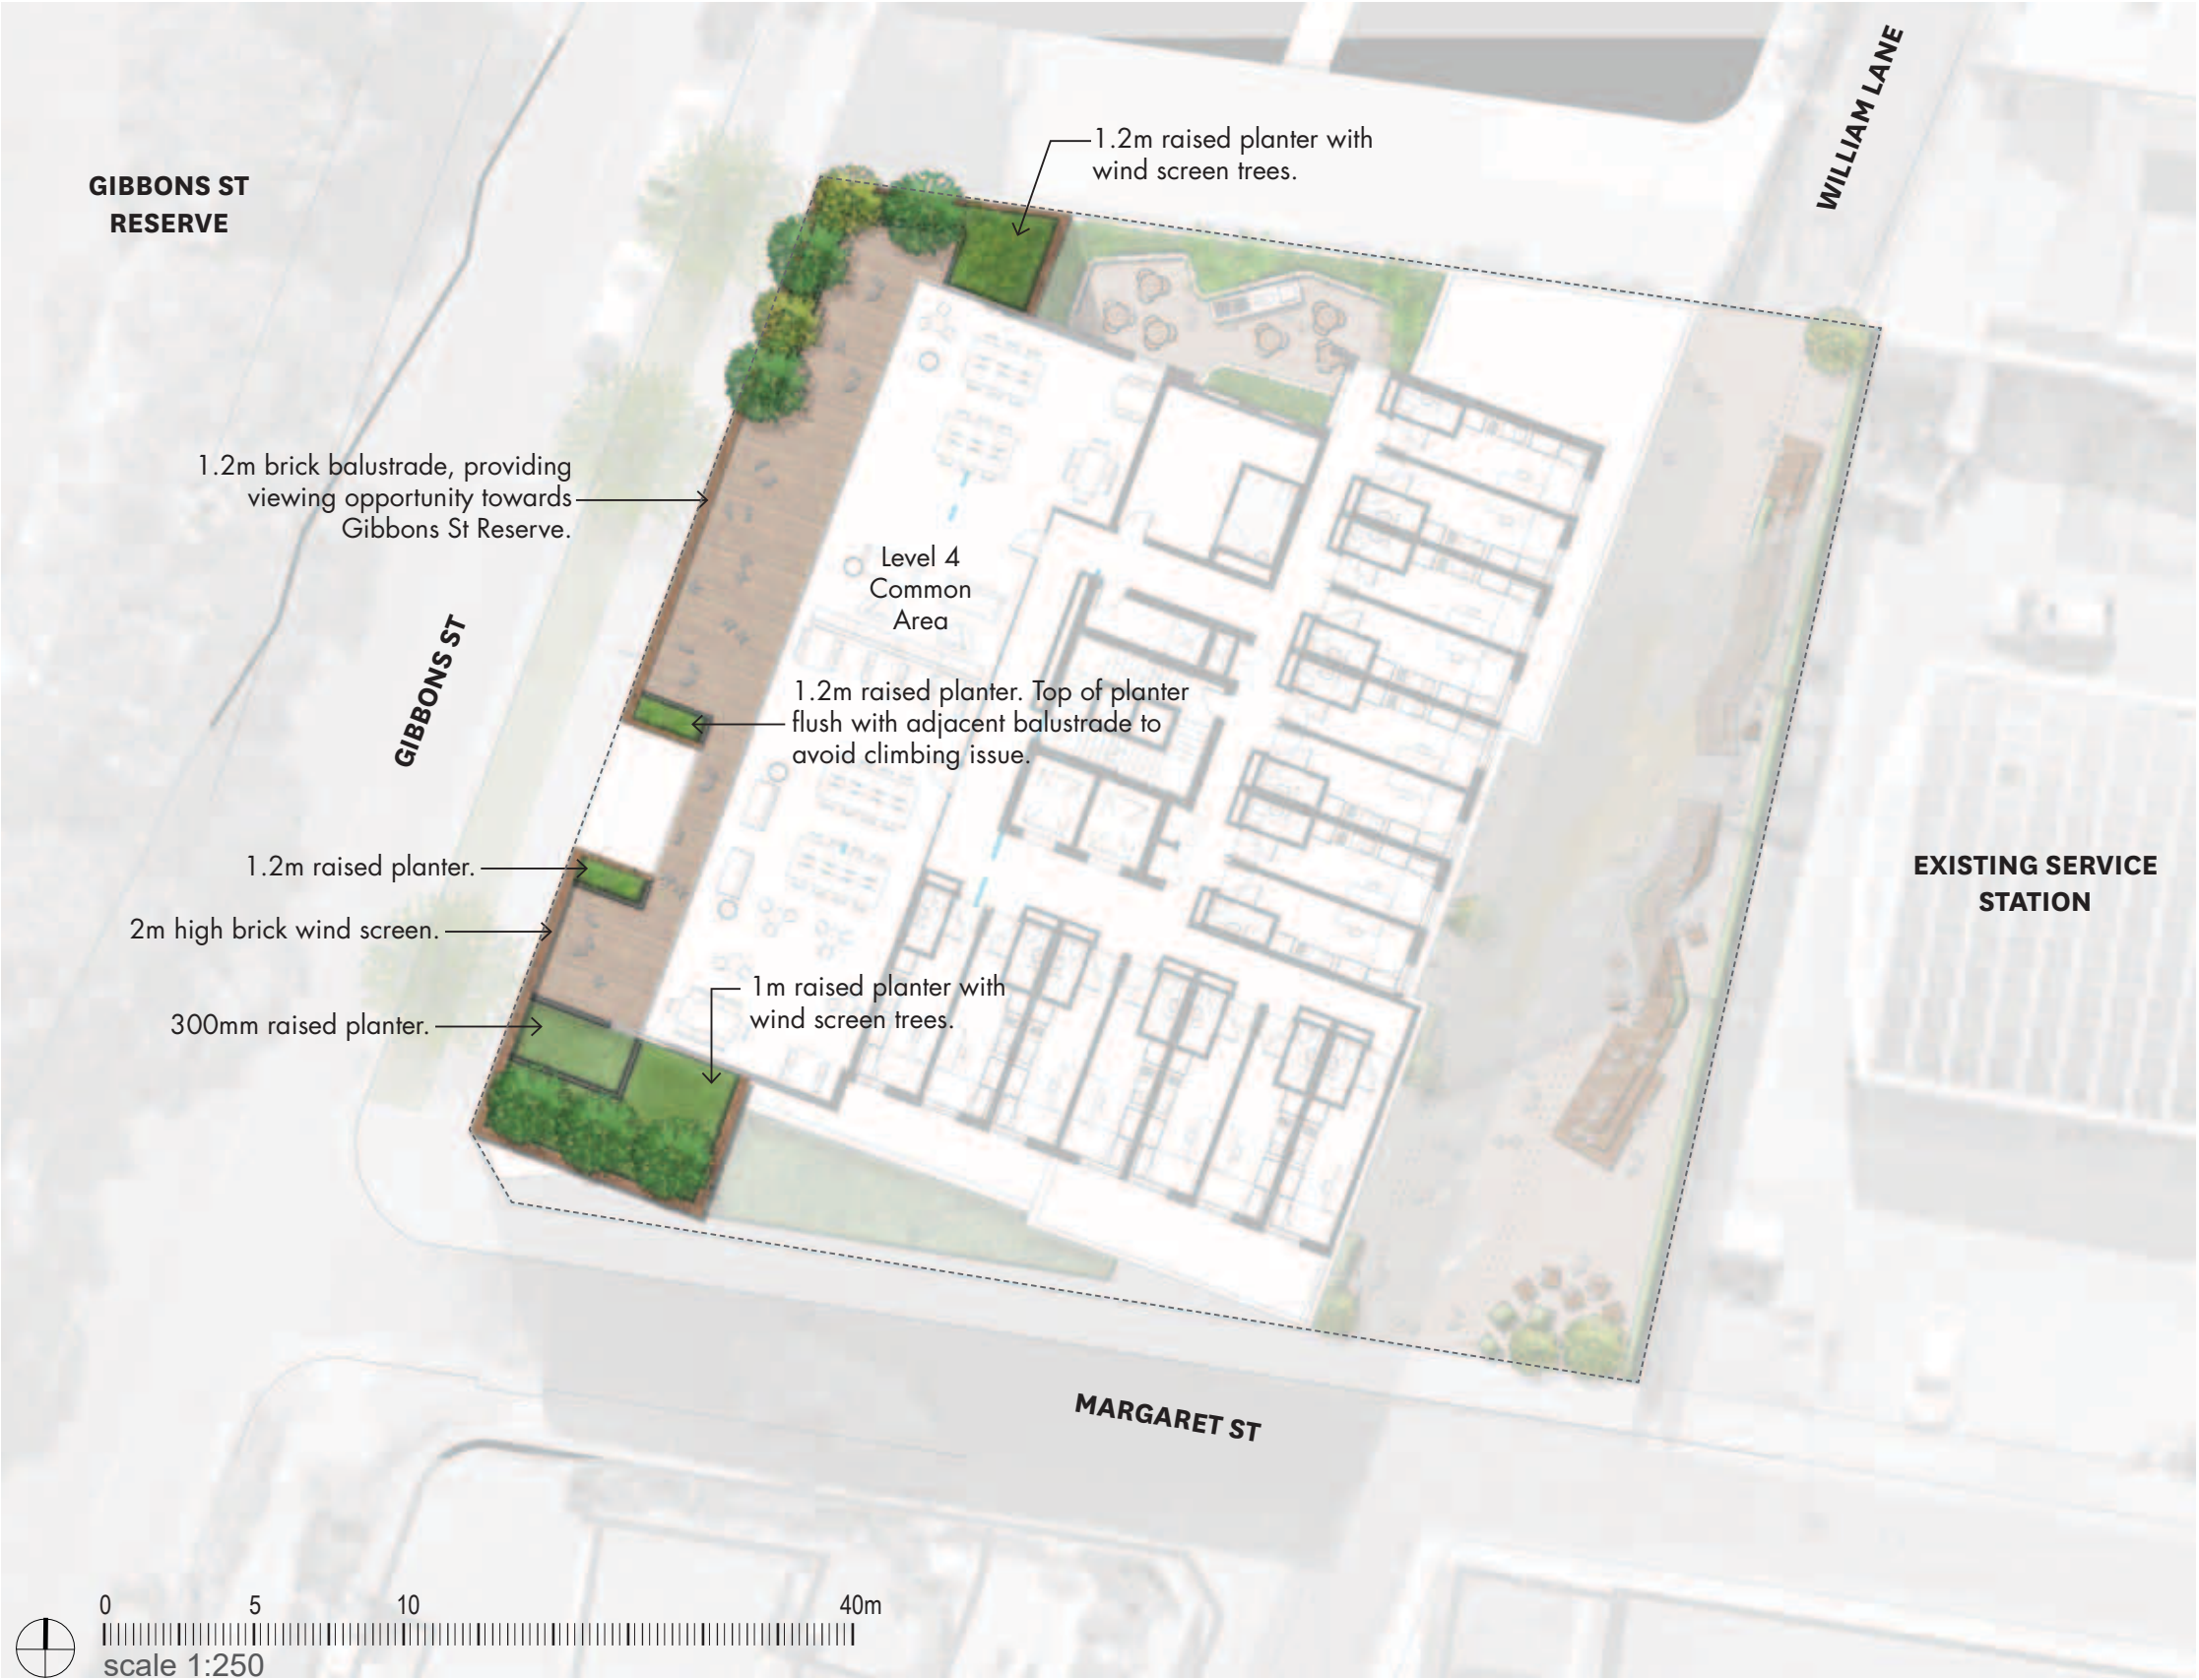 WILLIAM LANE
1.2m raised planter with
wind screen trees.
GIBBONS ST
RESERVE
1.2m brick balustrade, providing
viewing opportunity towards
Gibbons St Reserve.
Level 4
Common
Area
GIBBONS ST
1.2m raised planter. Top of planter
flush with adjacent balustrade to
avoid climbing issue.
1.2m raised planter.
EXISTING SERVICE
STATION
2m high brick wind screen.
1m raised planter with
wind screen trees.
300mm raised planter.
MARGARET ST
0 5 10 40m
scale 1:250